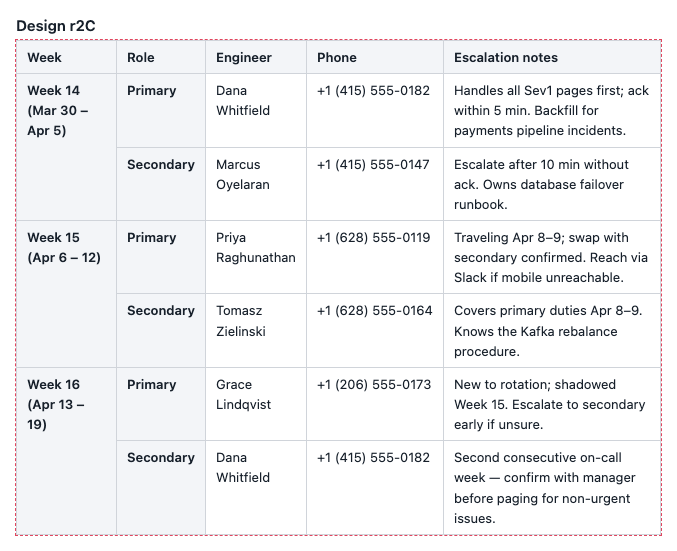 Design r2C
Week Role Engineer Phone Escalation notes
Week 14 (Mar 30 – Apr 5) Primary Dana Whitfield +1 (415) 555-0182 Handles all Sev1 pages first; ack within 5 min. Backfill for payments pipeline incidents.
Secondary Marcus Oyelaran +1 (415) 555-0147 Escalate after 10 min without ack. Owns database failover runbook.
Week 15 (Apr 6 – 12) Primary Priya Raghunathan +1 (628) 555-0119 Traveling Apr 8–9; swap with secondary confirmed. Reach via Slack if mobile unreachable.
Secondary Tomasz Zielinski +1 (628) 555-0164 Covers primary duties Apr 8–9. Knows the Kafka rebalance procedure.
Week 16 (Apr 13 – 19) Primary Grace Lindqvist +1 (206) 555-0173 New to rotation; shadowed Week 15. Escalate to secondary early if unsure.
Secondary Dana Whitfield +1 (415) 555-0182 Second consecutive on-call week — confirm with manager before paging for non-urgent issues.